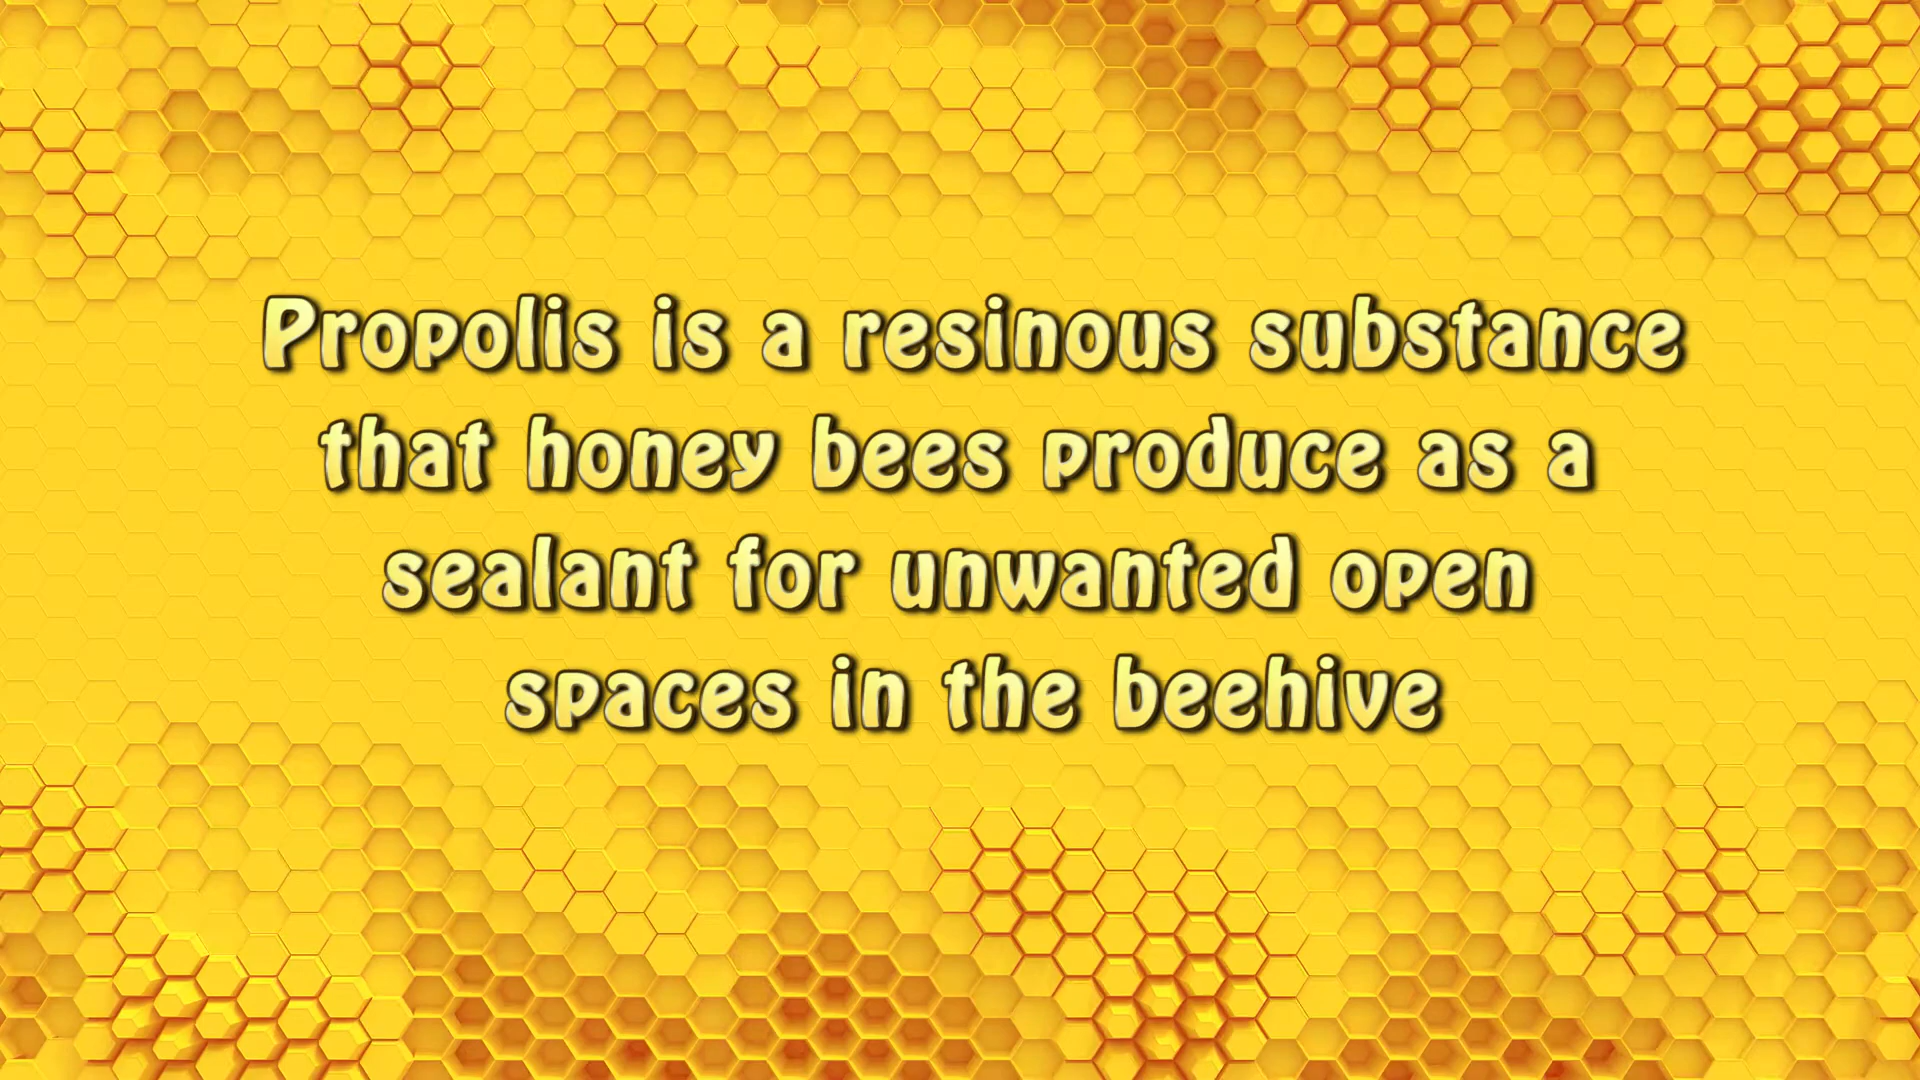 Propolis is a resinous substance
that honey bees produce as a
sealant for unwanted open
spaces in the beehive